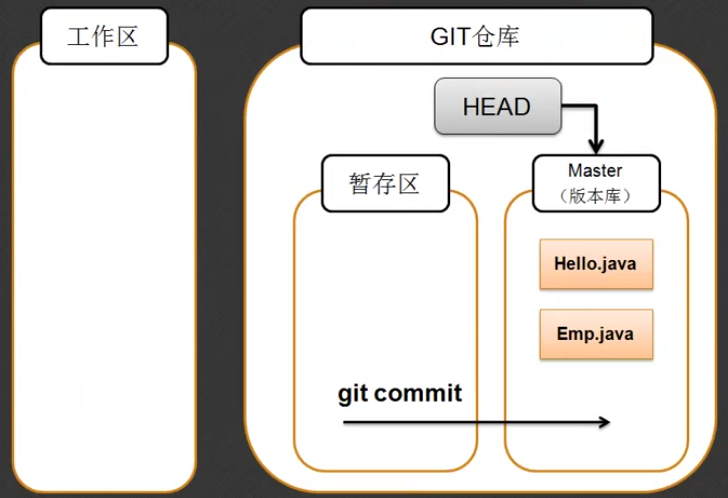 工作区
GIT仓库
HEAD
暂存区
Master
（版本库）
Hello.java
Emp.java
git commit